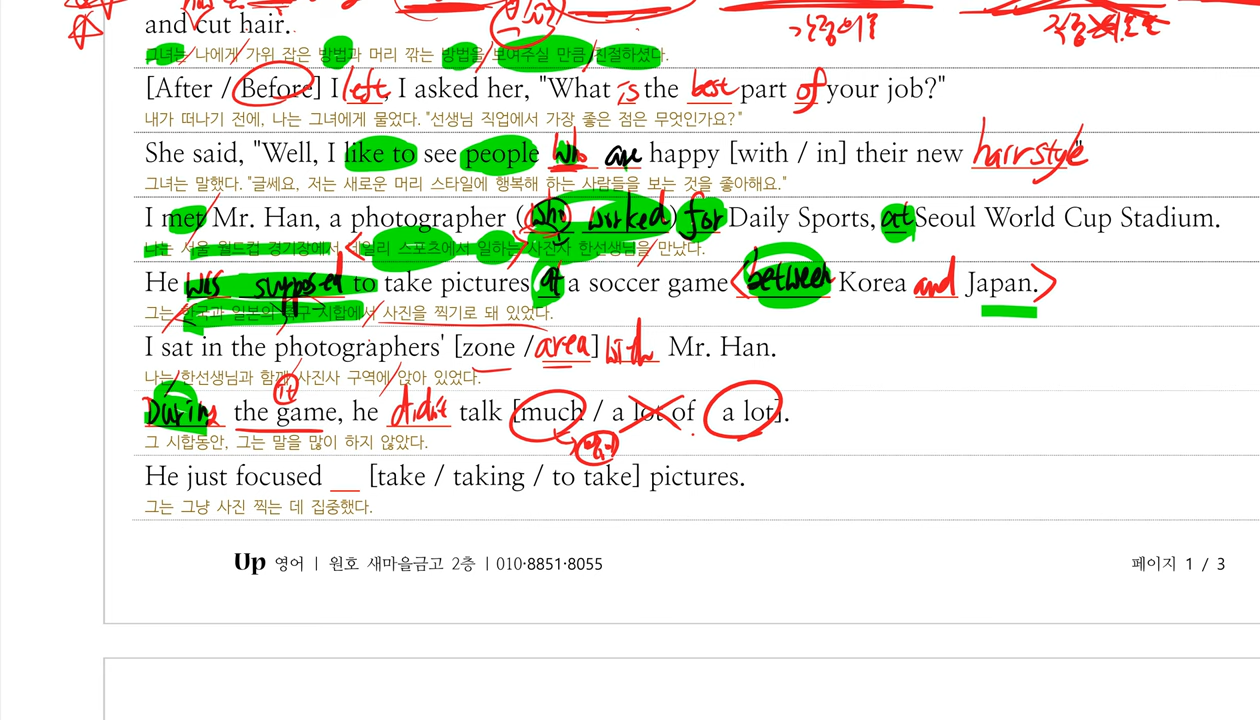 and cut hair.
그녀는 나에게 가위 잡은 방법과 머리 깎는 방법을 보여주실 만큼 친절하셨다.
[After / Before] I left, I asked her, "What is the best part of your job?"
내가 떠나기 전에, 나는 그녀에게 물었다. "선생님 직업에서 가장 좋은 점은 무엇인가요?"
She said, "Well, I like to see people who are happy [with / in] their new hairstyle"
그녀는 말했다. "글쎄요, 저는 새로운 머리 스타일에 행복해 하는 사람들을 보는 것을 좋아해요."
I met Mr. Han, a photographer (who worked) for Daily Sports, at Seoul World Cup Stadium.
나는 서울 월드컵 경기장에서 데일리 스포츠에서 일하는 사진사 한선생님을 만났다.
He was supposed to take pictures at a soccer game <between Korea and Japan.>
그는 한국과 일본의 축구 시합에서 사진을 찍기로 돼 있었다.
I sat in the photographers' [zone / area] with Mr. Han.
나는 한선생님과 함께 사진사 구역에 앉아 있었다.
During the game, he didn't talk [much / a lot of / a lot].
그 시합동안, 그는 말을 많이 하지 않았다.
He just focused __ [take / taking / to take] pictures.
그는 그냥 사진 찍는 데 집중했다.
Up 영어 | 원호 새마을금고 2층 | 010·8851·8055
페이지 1 / 3